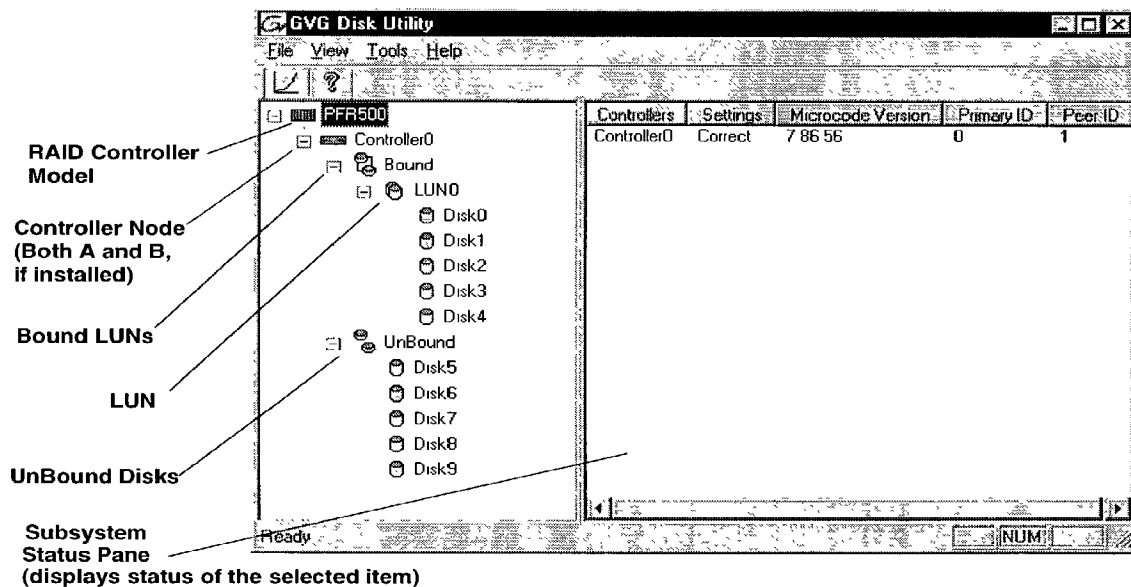 GVG Disk Utility
File View Tools Help
PFR500
Controller0
Bound
LUN0
Disk0
Disk1
Disk2
Disk3
Disk4
UnBound
Disk5
Disk6
Disk7
Disk8
Disk9
Controllers Settings Microcode Version Primary ID Peer ID
Controller0 Correct 7 86 56 0 1
Ready
NUM
RAID Controller
Model
Controller Node
(Both A and B,
if installed)
Bound LUNs
LUN
UnBound Disks
Subsystem
Status Pane
(displays status of the selected item)